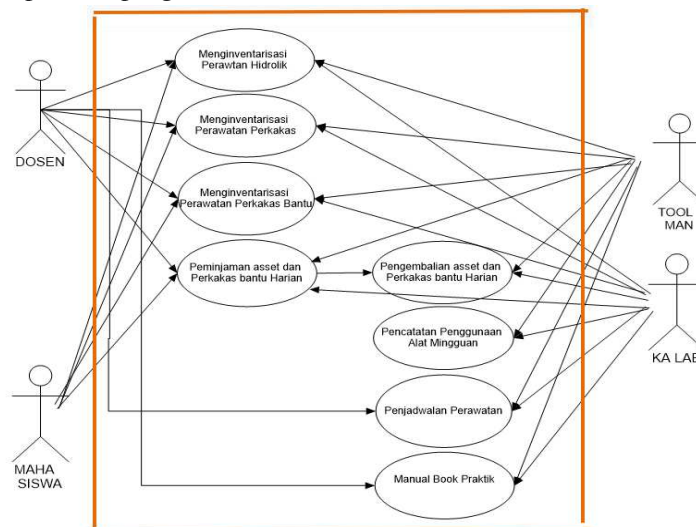 Menginventarisasi
Perawtan Hidrolik
Menginventarisasi
Perawatan Perkakas
DOSEN
Menginventarisasi
Perawatan Perkakas Bantu
TOOL
MAN
Peminjaman asset dan
Perkakas bantu Harian
Pengembalian asset dan
Perkakas bantu Harian
Pencatatan Penggunaan
Alat Mingguan
KA LAB
Penjadwalan Perawatan
MAHA
SISWA
Manual Book Praktik